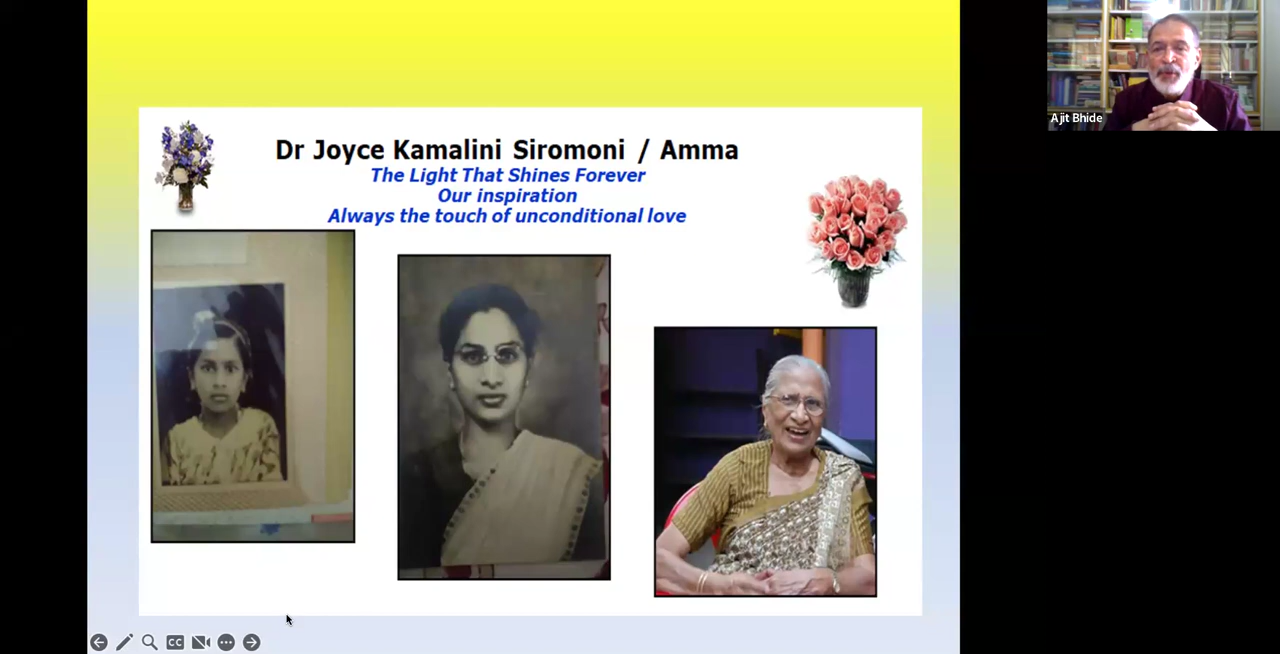 Dr Joyce Kamalini Siromoni / Amma
The Light That Shines Forever
Our inspiration
Always the touch of unconditional love
Ajit Bhide
CC